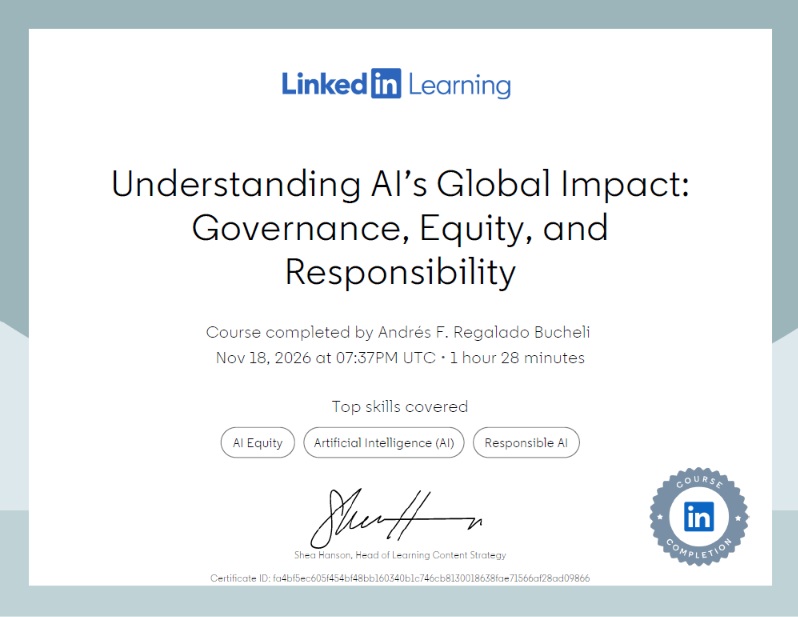 LinkedIn Learning
Understanding AI's Global Impact:
Governance, Equity, and
Responsibility
Course completed by Andrés F. Regalado Bucheli
Nov 18, 2026 at 07:37PM UTC • 1 hour 28 minutes
Top skills covered
AI Equity
Artificial Intelligence (AI)
Responsible AI
Shea Hanson, Head of Learning Content Strategy
Certificate ID: fa4bf5ec605f454bf48bb160340b1c746cb8130018638fae71566af28ad09866
COURSE
in
COMPLETION